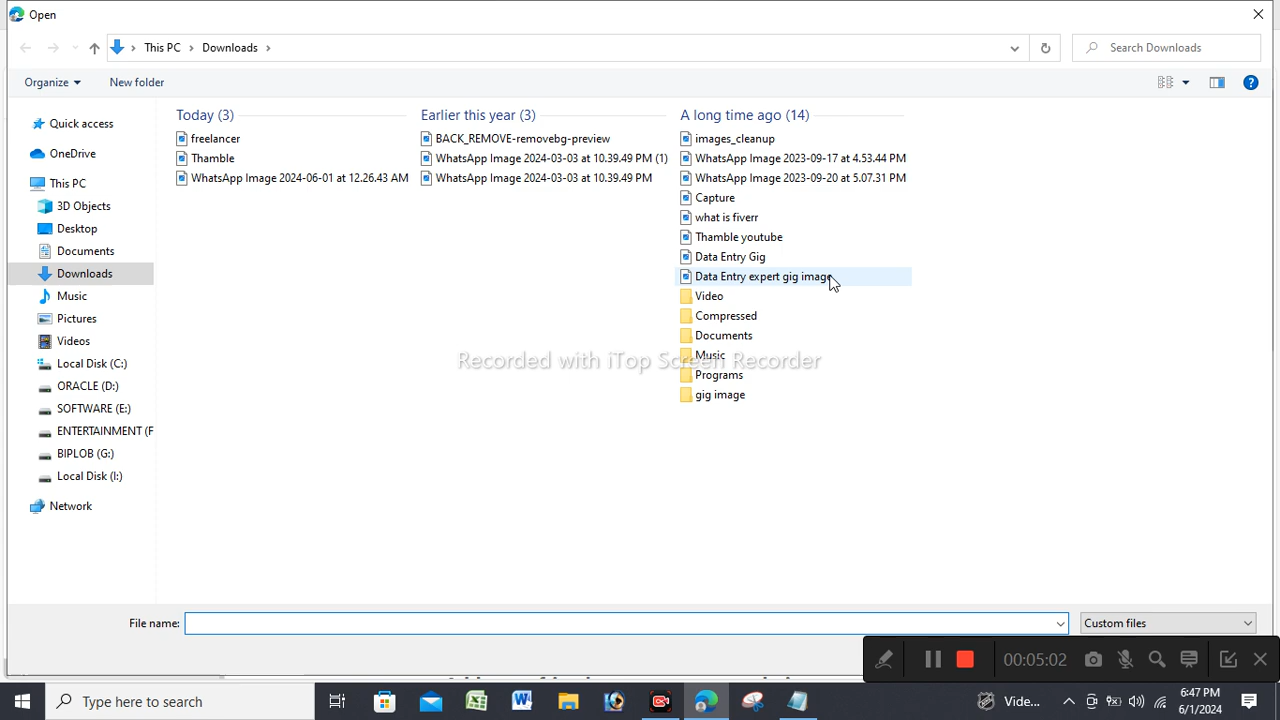 Open
This PC
Downloads
Search Downloads
Organize
New folder
Quick access
OneDrive
This PC
3D Objects
Desktop
Documents
Downloads
Music
Pictures
Videos
Local Disk (C:)
ORACLE (D:)
SOFTWARE (E:)
ENTERTAINMENT (F
BIPLOB (G:)
Local Disk (I:)
Network
Today (3)
freelancer
Thamble
WhatsApp Image 2024-06-01 at 12.26.43 AM
Earlier this year (3)
BACK_REMOVE-removebg-preview
WhatsApp Image 2024-03-03 at 10.39.49 PM (1)
WhatsApp Image 2024-03-03 at 10.39.49 PM
A long time ago (14)
images_cleanup
WhatsApp Image 2023-09-17 at 4.53.44 PM
WhatsApp Image 2023-09-20 at 5.07.31 PM
Capture
what is fiverr
Thamble youtube
Data Entry Gig
Data Entry expert gig image
Video
Compressed
Documents
Music
Programs
gig image
Recorded with iTop Screen Recorder
File name:
Custom files
00:05:02
Type here to search
Vide...
6:47 PM
6/1/2024